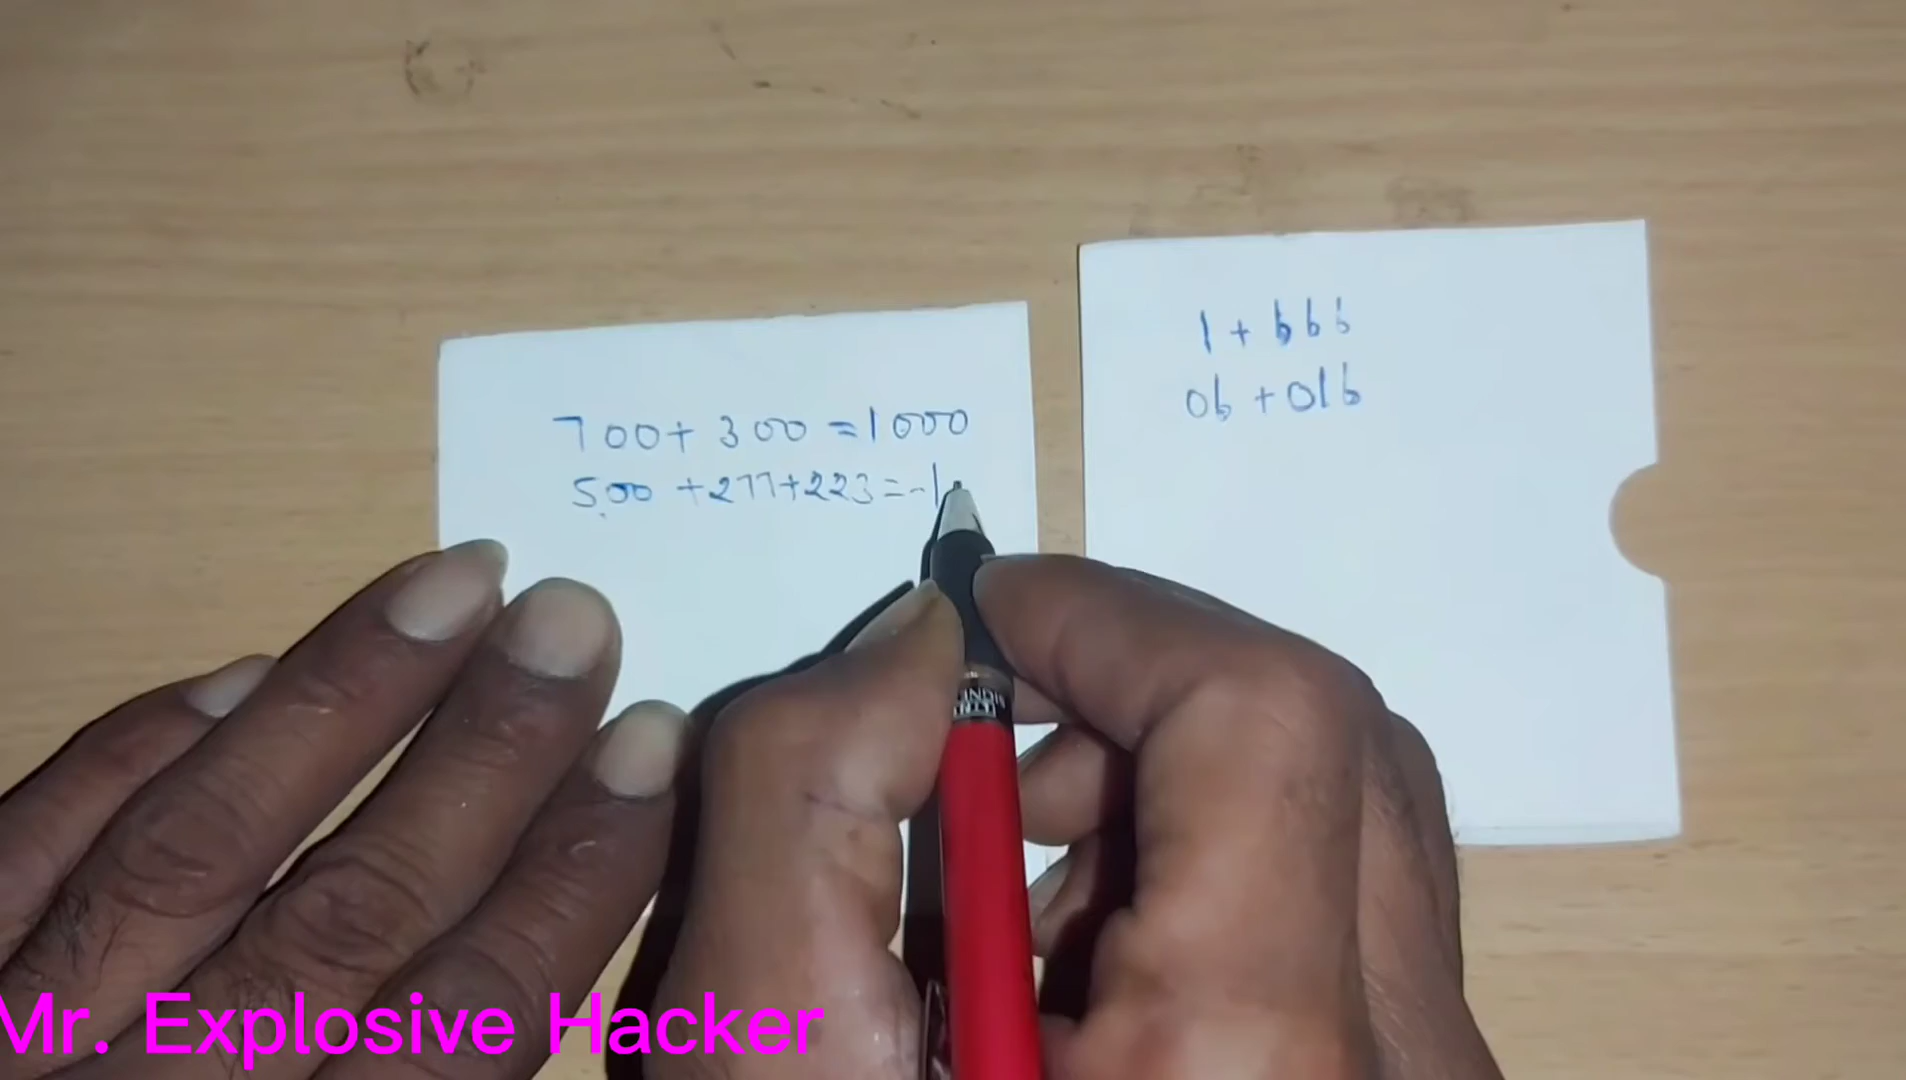 700+ 300 =1000
500 +277+223=-1
1 + bbb
0b + 01b
Mr. Explosive Hacker